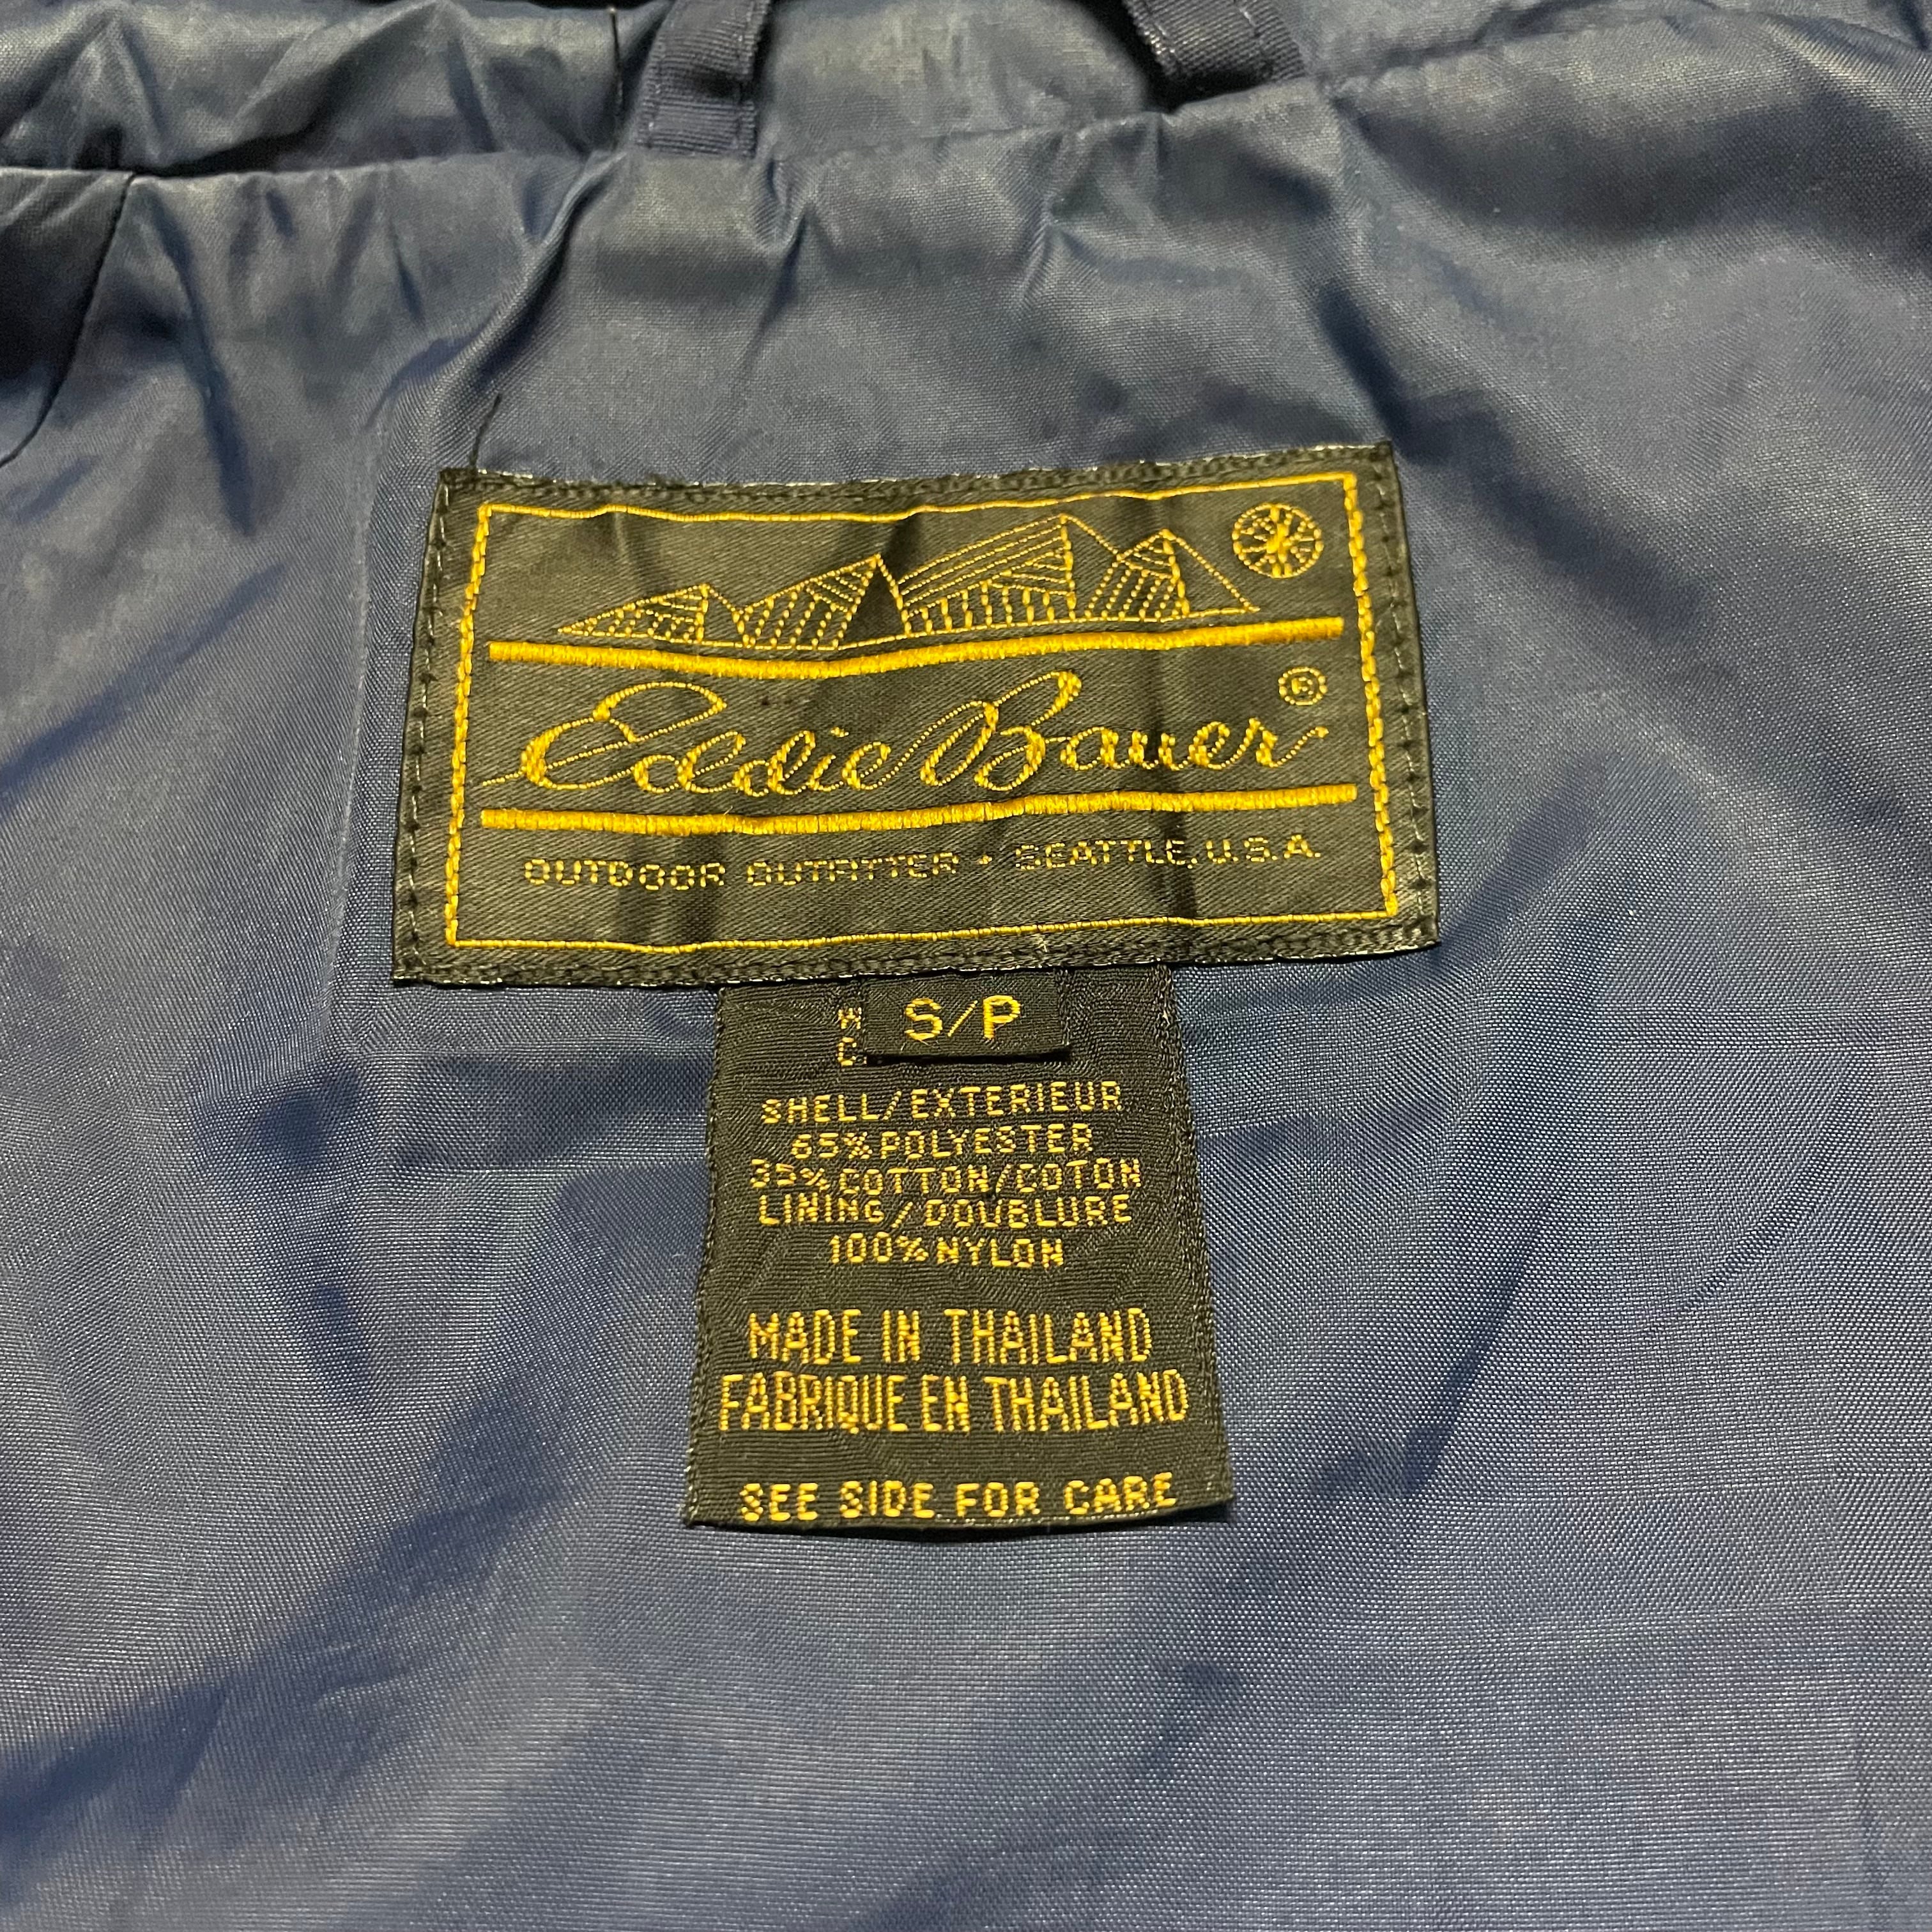 Eddie Bauer ®
OUTDOOR OUTFITTER • SEATTLE, U.S.A.
S/P
SHELL/EXTERIEUR
65% POLYESTER
35% COTTON/COTON
LINING/DOUBLURE
100% NYLON
MADE IN THAILAND
FABRIQUE EN THAILAND
SEE SIDE FOR CARE